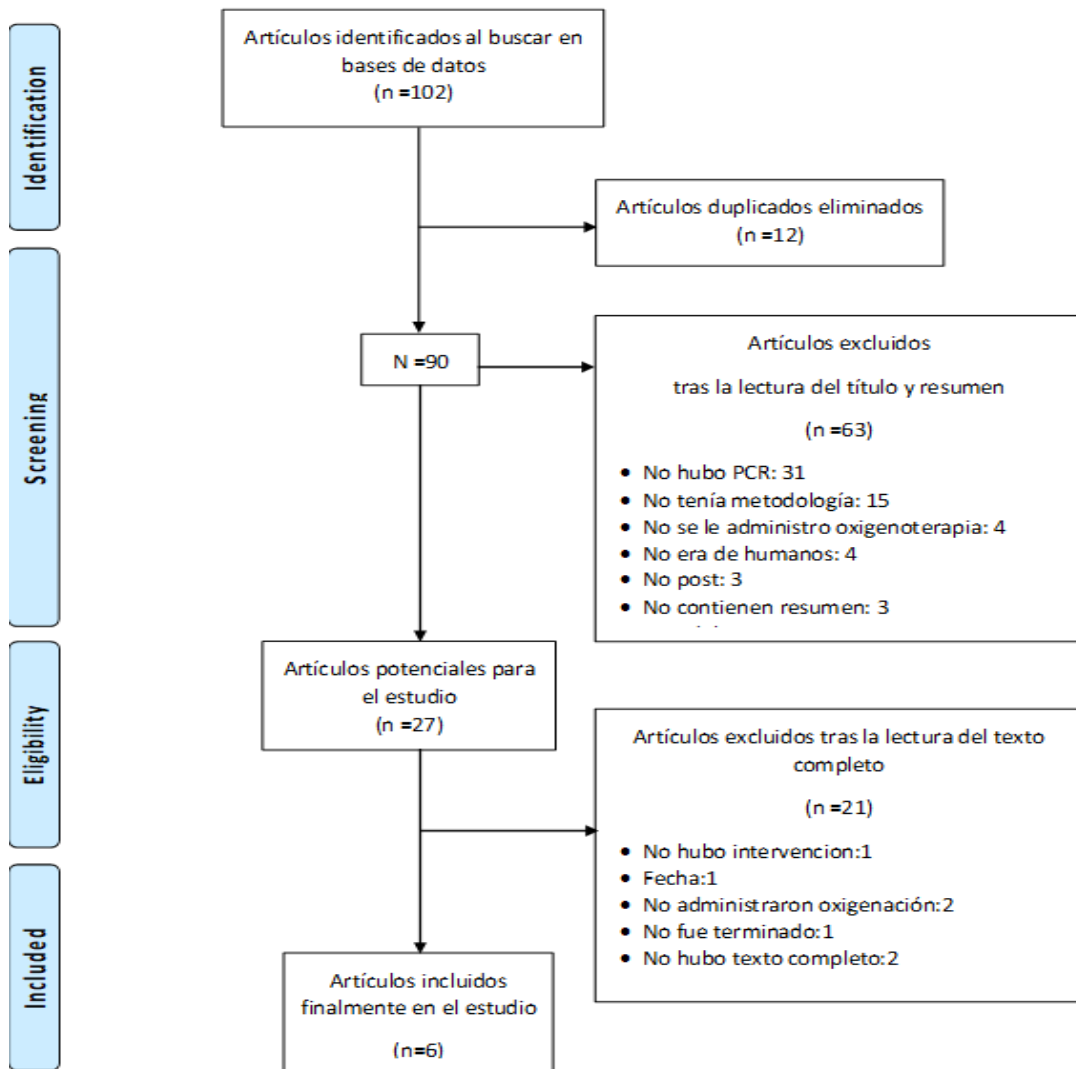 Identification
Artículos identificados al buscar en
bases de datos
(n =102)
Artículos duplicados eliminados
(n =12)
Screening
N =90
Artículos excluidos
tras la lectura del título y resumen
(n =63)
• No hubo PCR: 31
• No tenía metodología: 15
• No se le administro oxigenoterapia: 4
• No era de humanos: 4
• No post: 3
• No contienen resumen: 3
Eligibility
Artículos potenciales para
el estudio
(n =27)
Artículos excluidos tras la lectura del texto
completo
(n =21)
• No hubo intervencion:1
• Fecha:1
• No administraron oxigenación:2
• No fue terminado:1
• No hubo texto completo:2
Included
Artículos incluidos
finalmente en el estudio
(n=6)